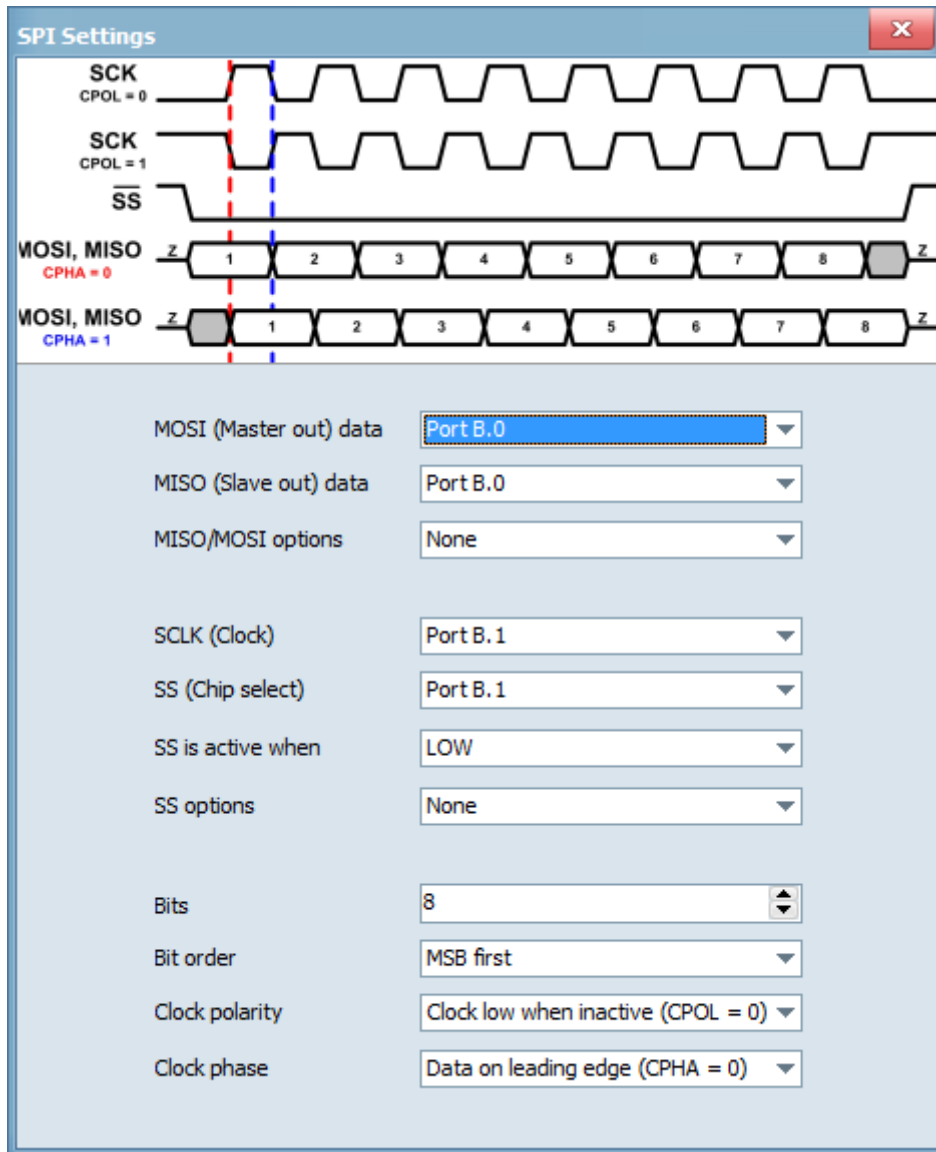 SPI Settings
SCK
CPOL = 0
SCK
CPOL = 1
SS
MOSI, MISO Z 1 2 3 4 5 6 7 8 Z
CPHA = 0
MOSI, MISO Z 1 2 3 4 5 6 7 8 Z
CPHA = 1
MOSI (Master out) data Port B.0
MISO (Slave out) data Port B.0
MISO/MOSI options None
SCLK (Clock) Port B.1
SS (Chip select) Port B.1
SS is active when LOW
SS options None
Bits 8
Bit order MSB first
Clock polarity Clock low when inactive (CPOL = 0)
Clock phase Data on leading edge (CPHA = 0)